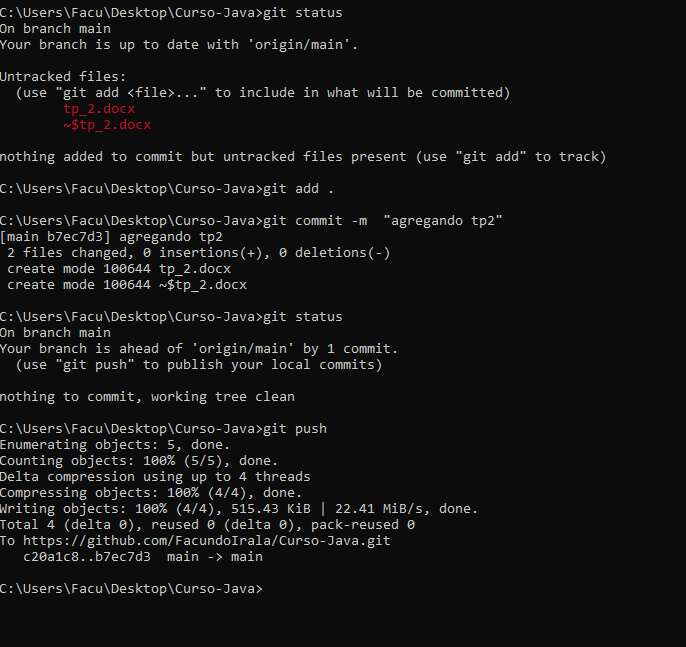 C:\Users\Facu\Desktop\Curso-Java>git status
On branch main
Your branch is up to date with 'origin/main'.
Untracked files:
  (use "git add <file>..." to include in what will be committed)
        tp_2.docx
        ~$tp_2.docx
nothing added to commit but untracked files present (use "git add" to track)
C:\Users\Facu\Desktop\Curso-Java>git add .
C:\Users\Facu\Desktop\Curso-Java>git commit -m  "agregando tp2"
[main b7ec7d3] agregando tp2
 2 files changed, 0 insertions(+), 0 deletions(-)
 create mode 100644 tp_2.docx
 create mode 100644 ~$tp_2.docx
C:\Users\Facu\Desktop\Curso-Java>git status
On branch main
Your branch is ahead of 'origin/main' by 1 commit.
  (use "git push" to publish your local commits)
nothing to commit, working tree clean
C:\Users\Facu\Desktop\Curso-Java>git push
Enumerating objects: 5, done.
Counting objects: 100% (5/5), done.
Delta compression using up to 4 threads
Compressing objects: 100% (4/4), done.
Writing objects: 100% (4/4), 515.43 KiB | 22.41 MiB/s, done.
Total 4 (delta 0), reused 0 (delta 0), pack-reused 0
To https://github.com/FacundoIrala/Curso-Java.git
   c20a1c8..b7ec7d3  main -> main
C:\Users\Facu\Desktop\Curso-Java>